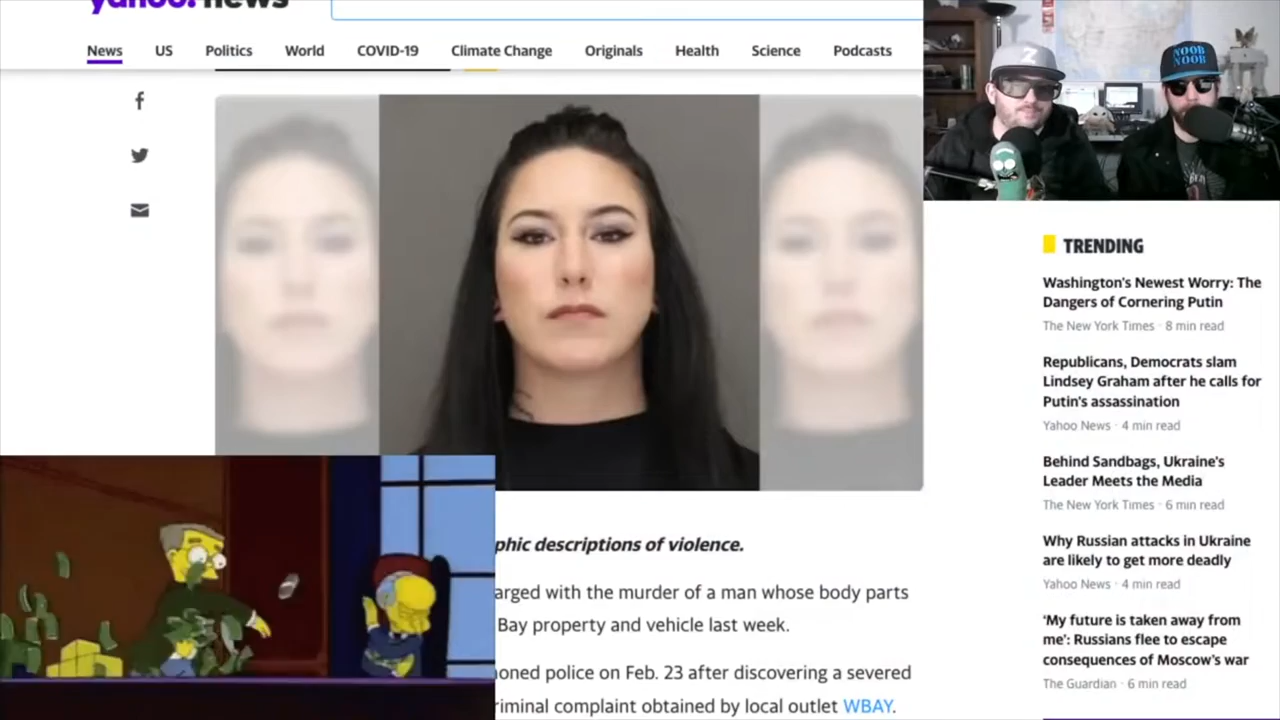 yahoo! news
News US Politics World COVID-19 Climate Change Originals Health Science Podcasts
Z
NOOB
NOOB
phic descriptions of violence.
arged with the murder of a man whose body parts
Bay property and vehicle last week.
oned police on Feb. 23 after discovering a severed
riminal complaint obtained by local outlet WBAY.
TRENDING
Washington's Newest Worry: The
Dangers of Cornering Putin
The New York Times · 8 min read
Republicans, Democrats slam
Lindsey Graham after he calls for
Putin's assassination
Yahoo News · 4 min read
Behind Sandbags, Ukraine's
Leader Meets the Media
The New York Times · 6 min read
Why Russian attacks in Ukraine
are likely to get more deadly
Yahoo News · 4 min read
'My future is taken away from
me': Russians flee to escape
consequences of Moscow's war
The Guardian · 6 min read